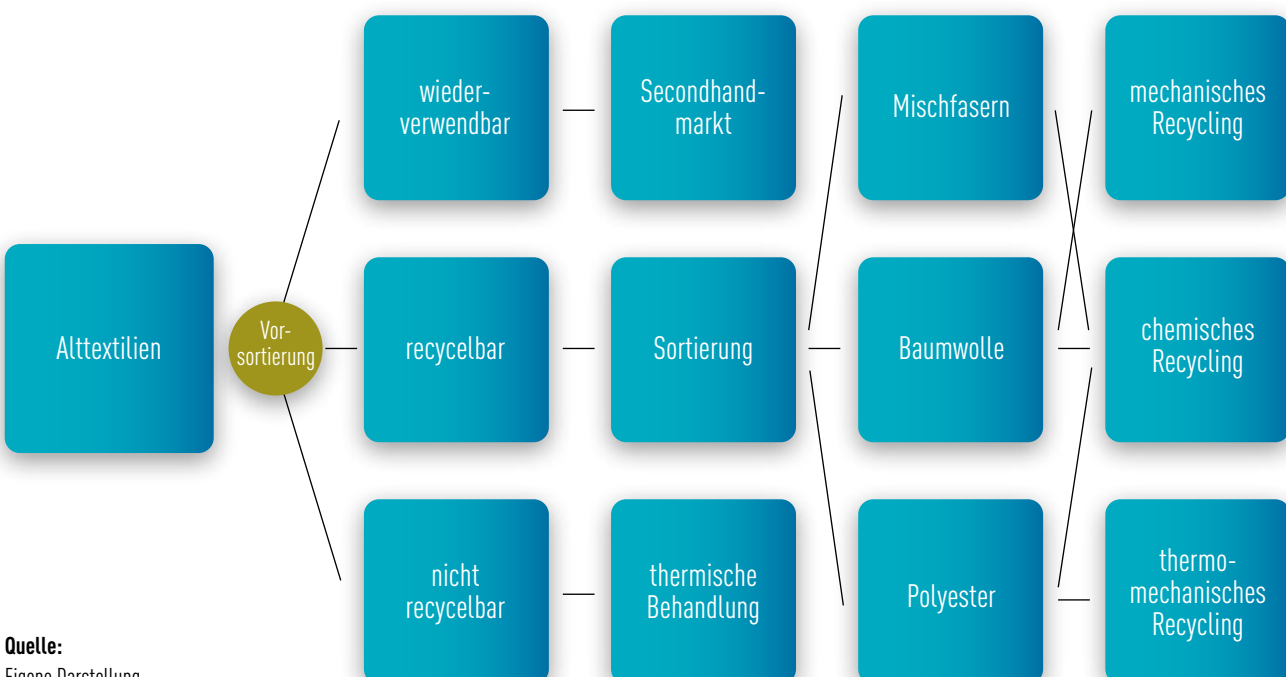 wieder-
verwendbar
Secondhand-
markt
Mischfasern
mechanisches
Recycling
Alttextilien
Vor-
sortierung
recycelbar
Sortierung
Baumwolle
chemisches
Recycling
nicht
recycelbar
thermische
Behandlung
Polyester
thermo-
mechanisches
Recycling
Quelle:
Eigene Darstellung